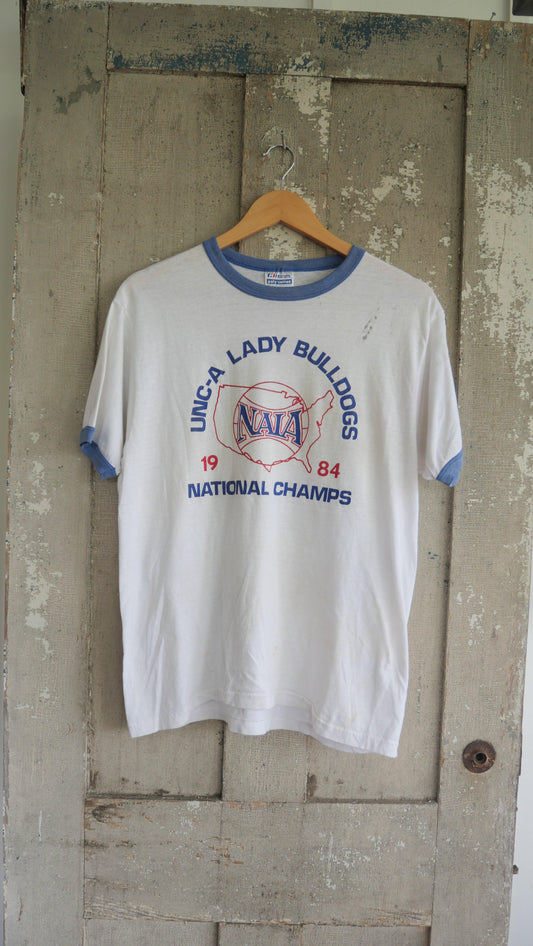 UNC-A LADY BULLDOGS
NAIA
19 84
NATIONAL CHAMPS